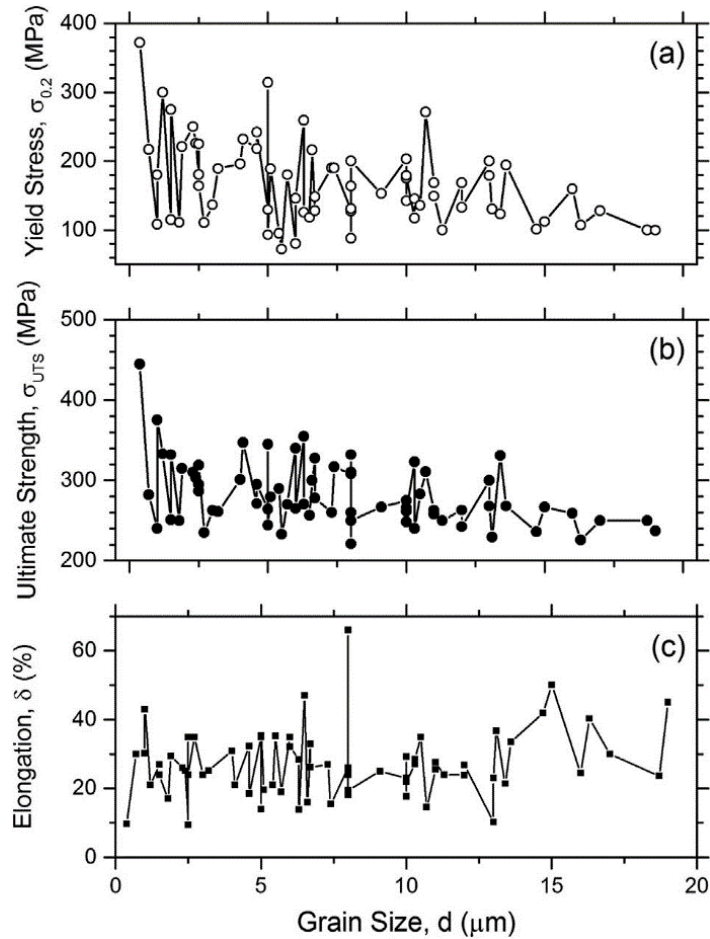 400
300
200
100
Yield Stress, σ0.2 (MPa)
(a)
500
400
300
200
Ultimate Strength, σUTS (MPa)
(b)
60
40
20
0
Elongation, δ (%)
(c)
0 5 10 15 20
Grain Size, d (μm)